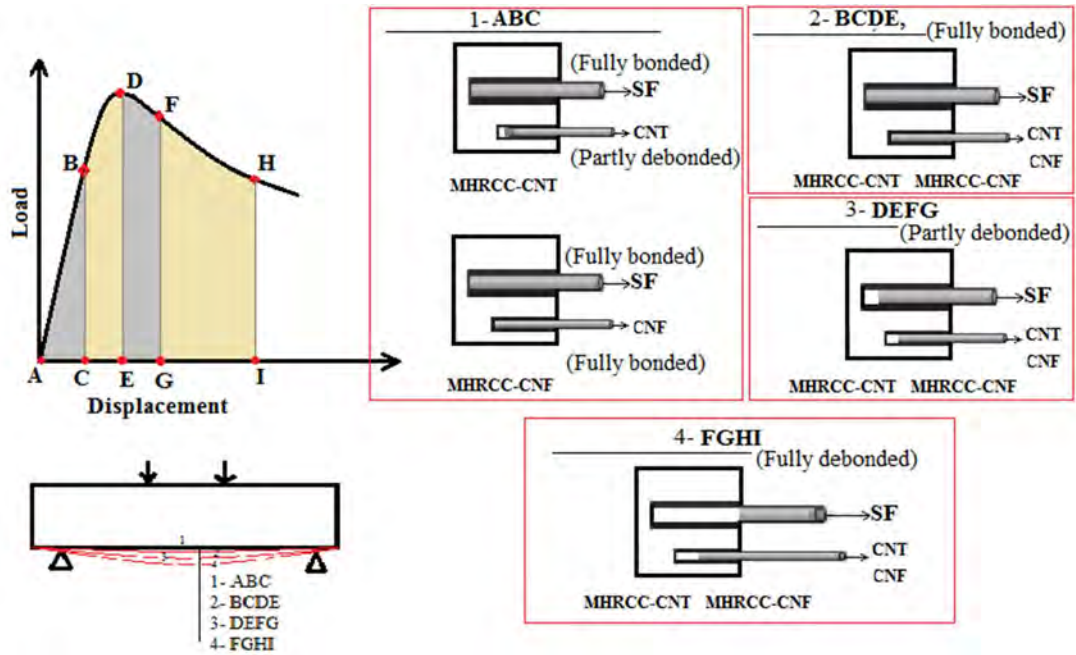 Load
D
F
B
H
A
C
E
G
I
Displacement
1- ABC
(Fully bonded)
SF
CNT
(Partly debonded)
MHRCC-CNT
(Fully bonded)
SF
CNF
(Fully bonded)
MHRCC-CNF
2- BCDE,
(Fully bonded)
SF
CNT
CNF
MHRCC-CNT MHRCC-CNF
3- DEFG
(Partly debonded)
SF
CNT
CNF
MHRCC-CNT MHRCC-CNF
4- FGHI
(Fully debonded)
SF
CNT
CNF
MHRCC-CNT MHRCC-CNF
1
1- ABC
2- BCDE
3- DEFG
4- FGHI